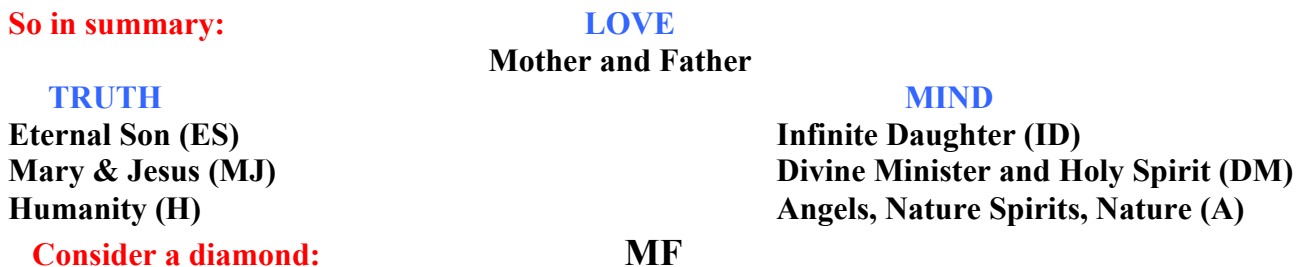 So in summary: LOVE
Mother and Father
TRUTH MIND
Eternal Son (ES) Infinite Daughter (ID)
Mary & Jesus (MJ) Divine Minister and Holy Spirit (DM)
Humanity (H) Angels, Nature Spirits, Nature (A)
Consider a diamond: MF